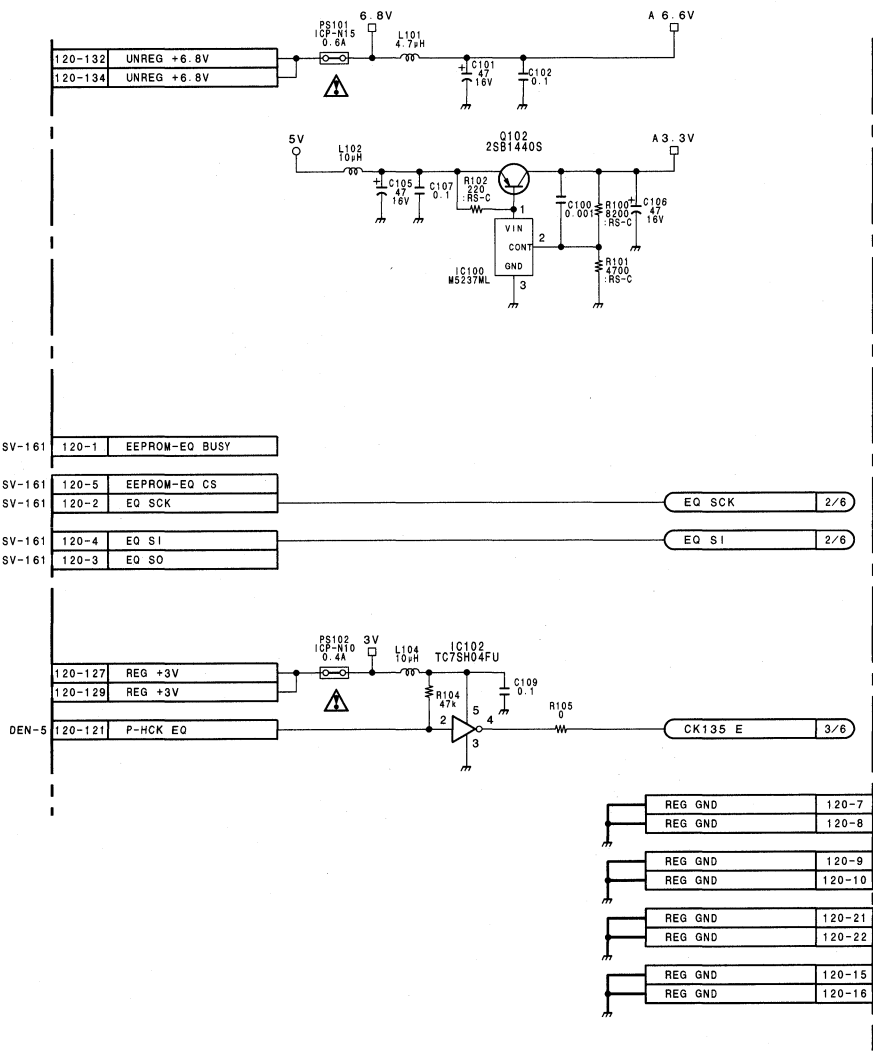 PS101
ICP-N15
0.6A
6.8V
L101
4.7μH
A 6.6V
120-132 UNREG +6.8V
120-134 UNREG +6.8V
+ C101
47
16V
C102
0.1
5V
L102
10μH
Q102
2SB1440S
A3.3V
+ C105
47
16V
C107
0.1
R102
220
:RS-C
C100
0.001
R100
8200
:RS-C
+ C106
47
16V
1
VIN
CONT 2
GND
3
IC100
M5237ML
R101
4700
:RS-C
SV-161 120-1 EEPROM-EQ BUSY
SV-161 120-5 EEPROM-EQ CS
SV-161 120-2 EQ SCK
EQ SCK 2/6
SV-161 120-4 EQ SI
EQ SI 2/6
SV-161 120-3 EQ SO
PS102
ICP-N10
0.4A
3V
L104
10μH
IC102
TC7SH04FU
120-127 REG +3V
120-129 REG +3V
R104
47k
C109
0.1
5
2
4
3
R105
0
DEN-5 120-121 P-HCK EQ
CK135 E 3/6
REG GND 120-7
REG GND 120-8
REG GND 120-9
REG GND 120-10
REG GND 120-21
REG GND 120-22
REG GND 120-15
REG GND 120-16